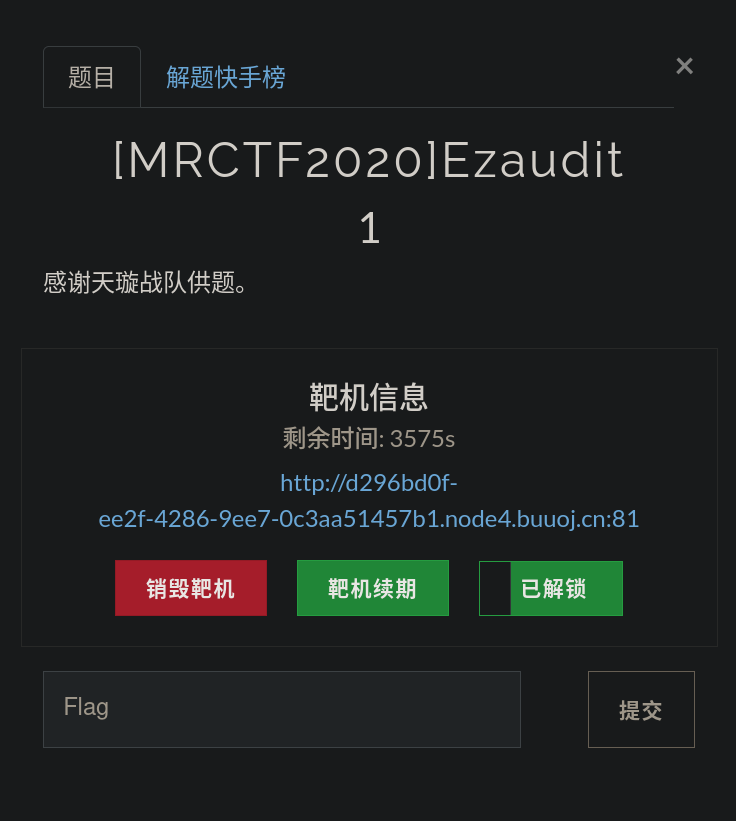 题目
解题快手榜
×
[MRCTF2020]Ezaudit
1
感谢天璇战队供题。
靶机信息
剩余时间: 3575s
http://d296bd0f-
ee2f-4286-9ee7-0c3aa51457b1.node4.buuoj.cn:81
销毁靶机
靶机续期
已解锁
Flag
提交